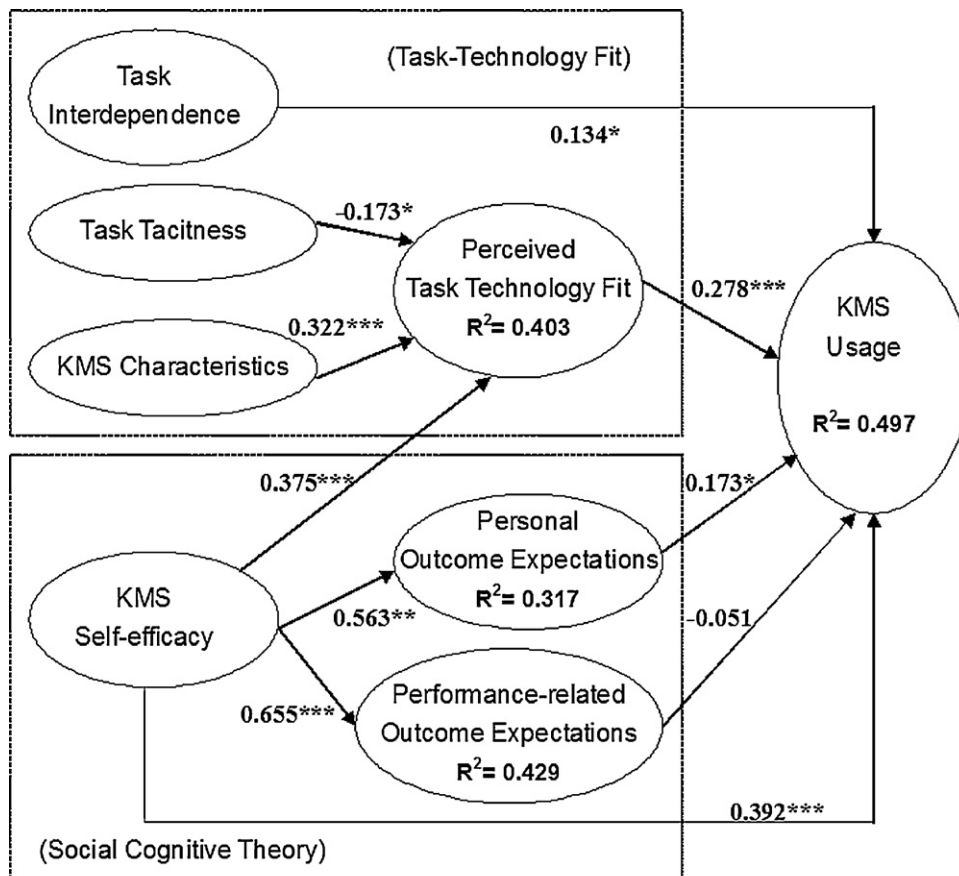 (Task-Technology Fit)
Task
Interdependence
0.134*
Task Tacitness
-0.173*
Perceived
Task Technology Fit
R²= 0.403
0.278***
KMS
Usage
R²= 0.497
0.322***
KMS Characteristics
0.375***
0.173*
Personal
Outcome Expectations
R²= 0.317
KMS
Self-efficacy
0.563**
-0.051
0.655***
Performance-related
Outcome Expectations
R²= 0.429
0.392***
(Social Cognitive Theory)